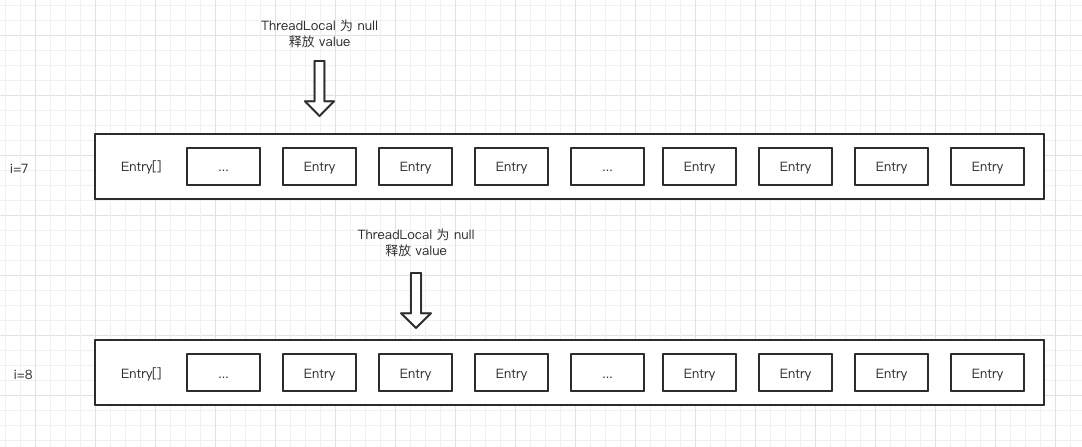 ThreadLocal 为 null
释放 value
i=7
Entry[]
...
Entry
Entry
Entry
...
Entry
Entry
Entry
Entry
ThreadLocal 为 null
释放 value
i=8
Entry[]
...
Entry
Entry
Entry
...
Entry
Entry
Entry
Entry